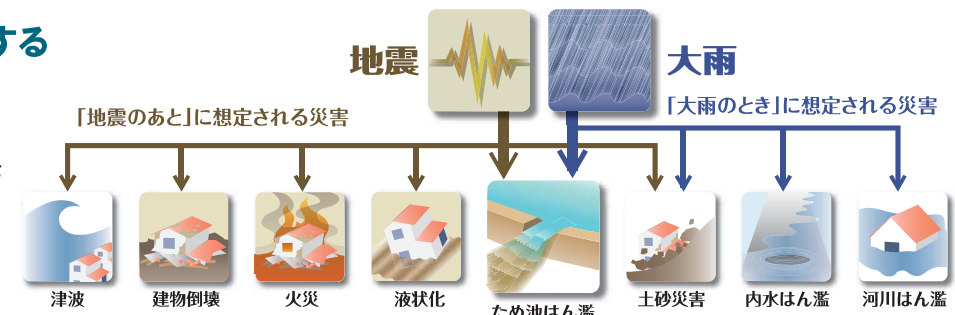 する
地震
大雨
「地震のあと」に想定される災害
「大雨のとき」に想定される災害
津波
建物倒壊
火災
液状化
ため池はん濫
土砂災害
内水はん濫
河川はん濫